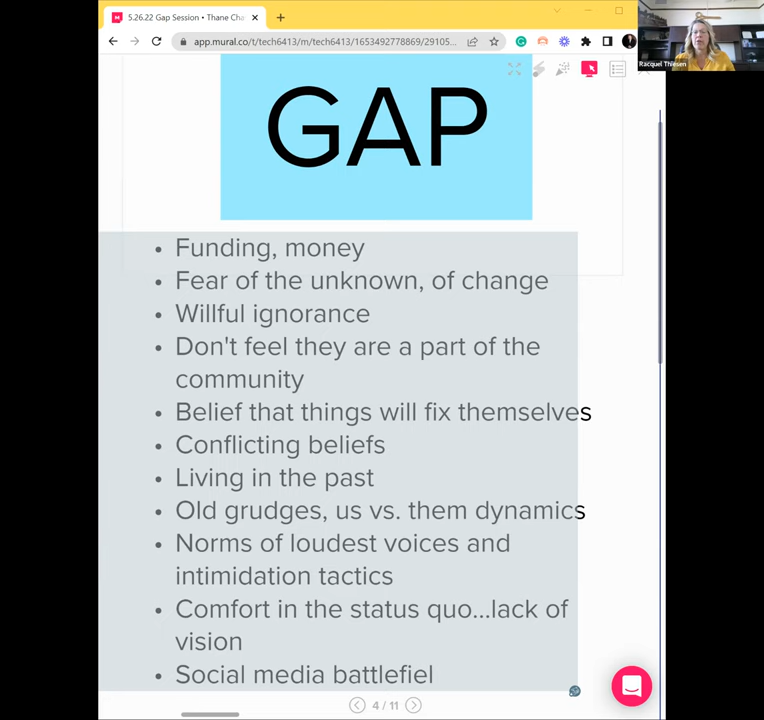 5.26.22 Gap Session • Thane Cha
app.mural.co/t/tech6413/m/tech6413/1653492778869/29105...
Racquel Thiesen
GAP
• Funding, money
• Fear of the unknown, of change
• Willful ignorance
• Don't feel they are a part of the
community
• Belief that things will fix themselves
• Conflicting beliefs
• Living in the past
• Old grudges, us vs. them dynamics
• Norms of loudest voices and
intimidation tactics
• Comfort in the status quo...lack of
vision
• Social media battlefiel
4 / 11